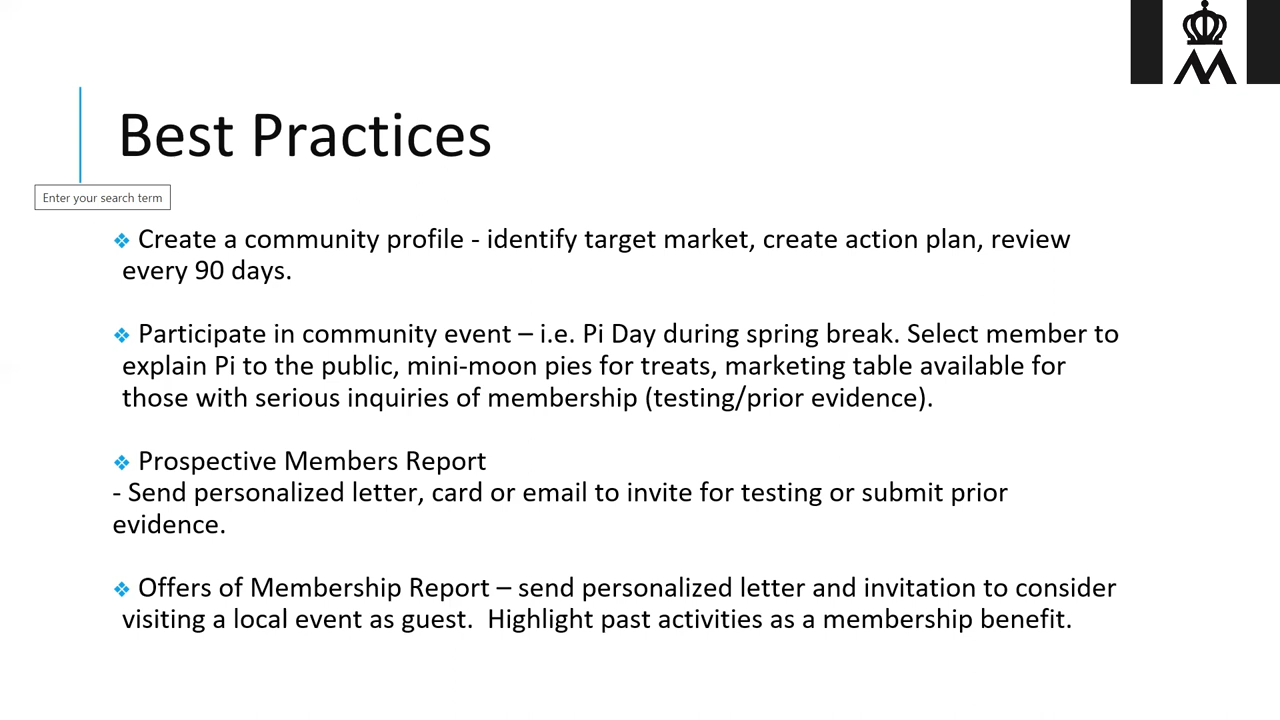 Best Practices
Enter your search term
❖ Create a community profile - identify target market, create action plan, review
every 90 days.
❖ Participate in community event – i.e. Pi Day during spring break. Select member to
explain Pi to the public, mini-moon pies for treats, marketing table available for
those with serious inquiries of membership (testing/prior evidence).
❖ Prospective Members Report
- Send personalized letter, card or email to invite for testing or submit prior
evidence.
❖ Offers of Membership Report – send personalized letter and invitation to consider
visiting a local event as guest.  Highlight past activities as a membership benefit.